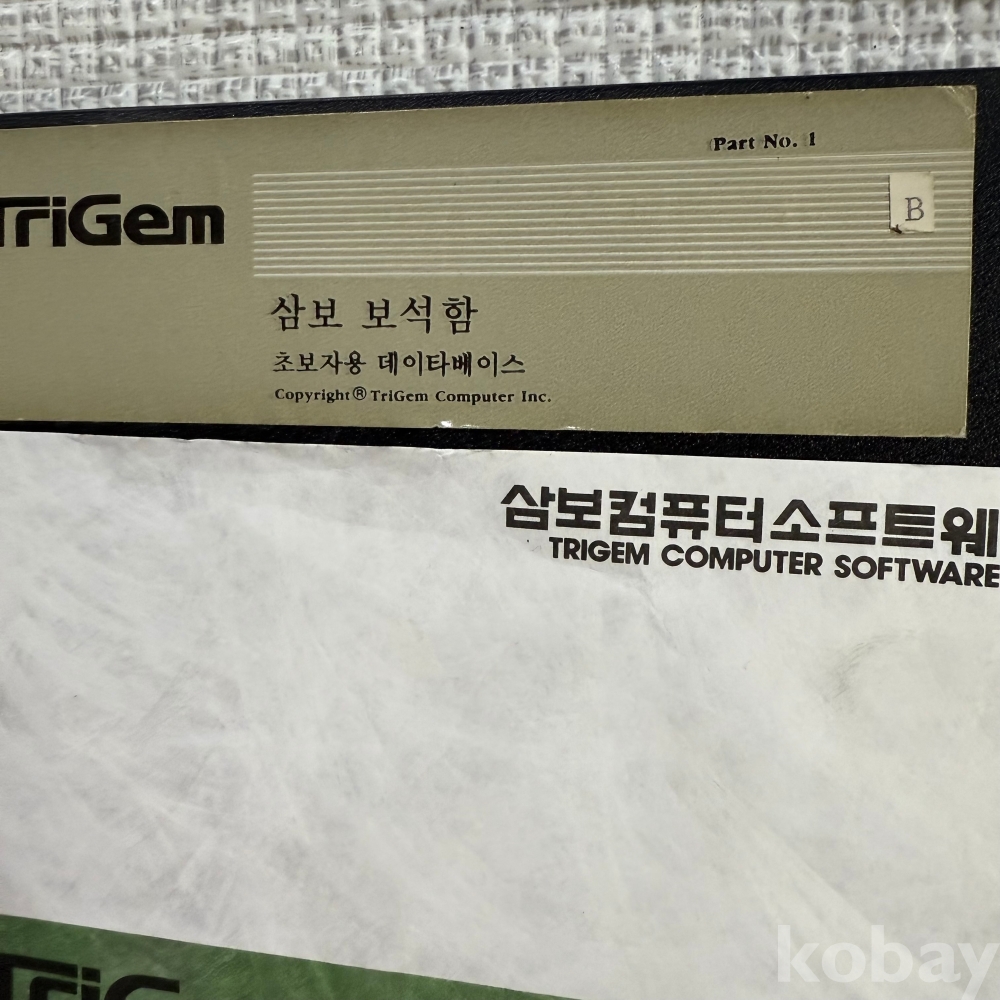 Part No. 1
TriGem
B
삼보 보석함
초보자용 데이타베이스
Copyright® TriGem Computer Inc.
삼보컴퓨터소프트웨
TRIGEM COMPUTER SOFTWARE
TriG
kobay